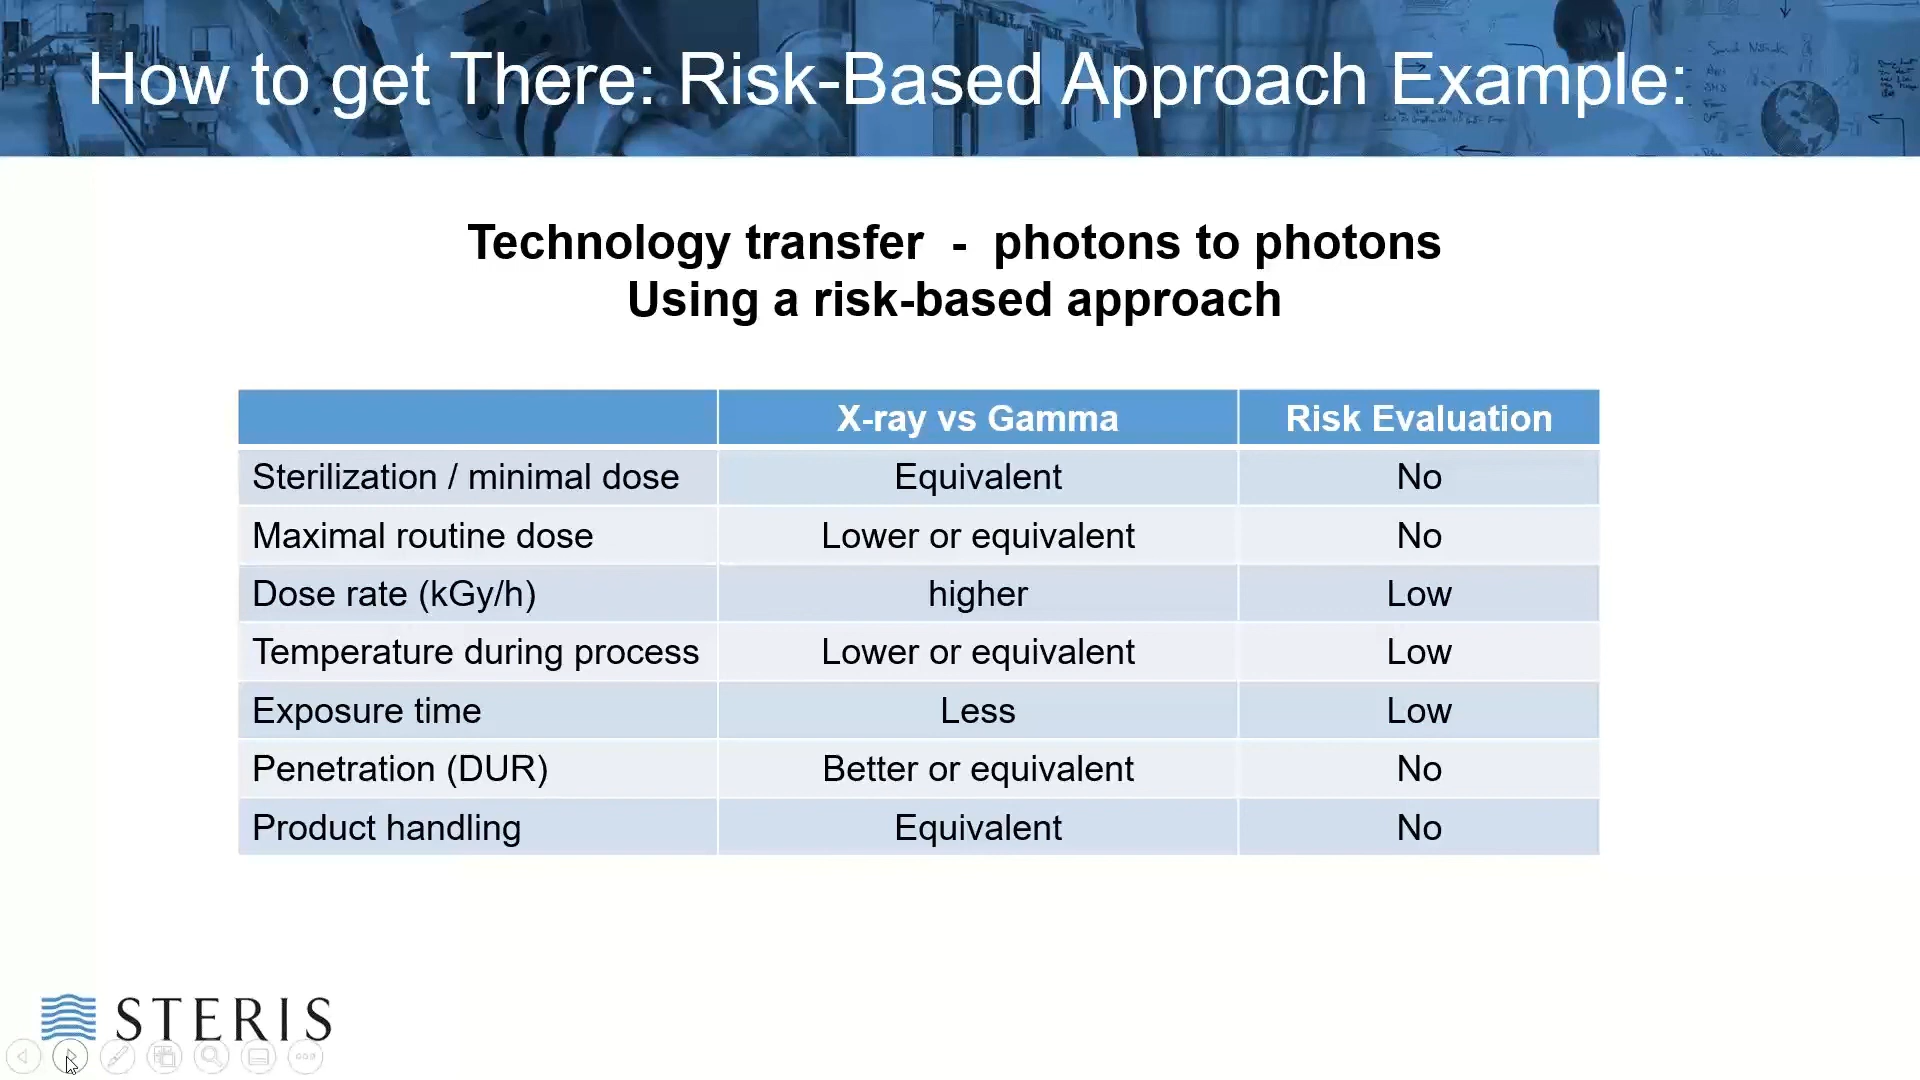 How to get There: Risk-Based Approach Example:
Technology transfer - photons to photons
Using a risk-based approach
X-ray vs Gamma Risk Evaluation
Sterilization / minimal dose Equivalent No
Maximal routine dose Lower or equivalent No
Dose rate (kGy/h) higher Low
Temperature during process Lower or equivalent Low
Exposure time Less Low
Penetration (DUR) Better or equivalent No
Product handling Equivalent No
STERIS